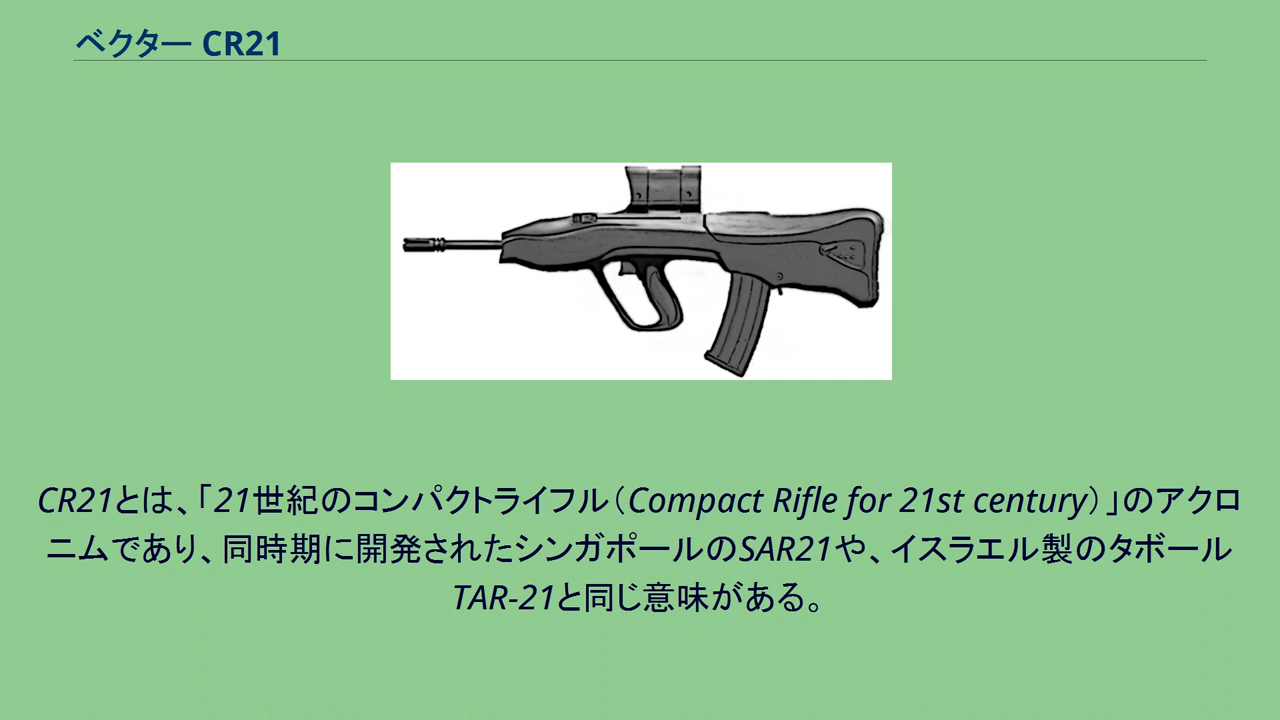 ベクター CR21
CR21とは、「21世紀のコンパクトライフル（Compact Rifle for 21st century）」のアクロ
ニムであり、同時期に開発されたシンガポールのSAR21や、イスラエル製のタボール
TAR-21と同じ意味がある。